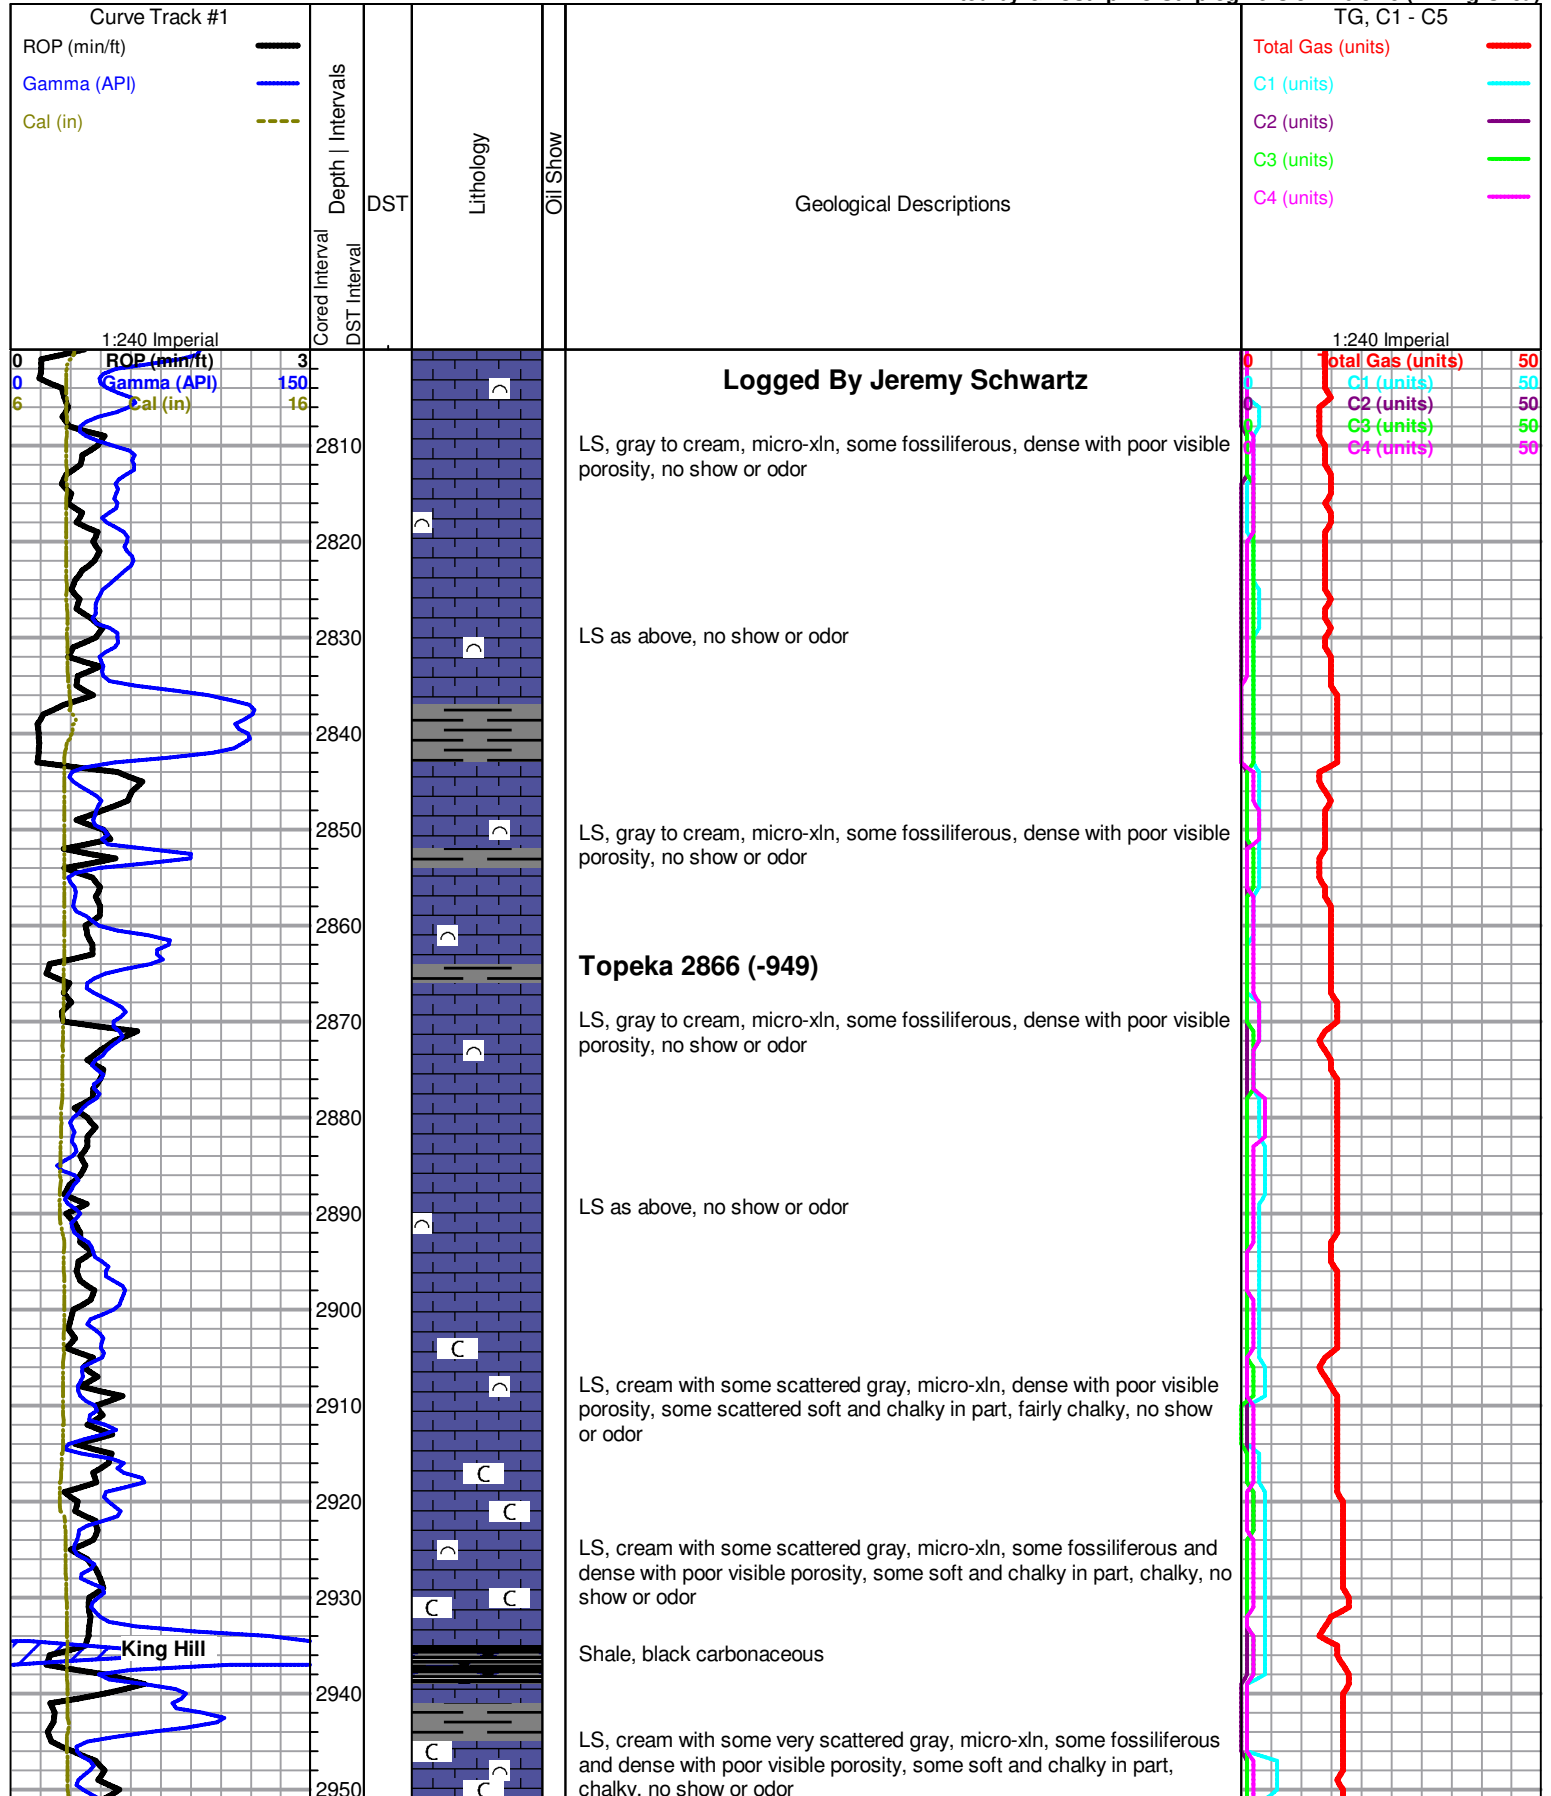 Curve Track #1
ROP (min/ft)
Gamma (API)
Cal (in)
1:240 Imperial
Cored Interval
Depth | Intervals
DST Interval
DST
Lithology
Oil Show
Geological Descriptions
TG, C1 - C5
Total Gas (units)
C1 (units)
C2 (units)
C3 (units)
C4 (units)
1:240 Imperial
0 ROP (min/ft) 3
0 Gamma (API) 150
6 Cal (in) 16
0 Total Gas (units) 50
0 C1 (units) 50
0 C2 (units) 50
0 C3 (units) 50
0 C4 (units) 50
Logged By Jeremy Schwartz
2810
LS, gray to cream, micro-xln, some fossiliferous, dense with poor visible
porosity, no show or odor
2820
2830
LS as above, no show or odor
2840
2850
LS, gray to cream, micro-xln, some fossiliferous, dense with poor visible
porosity, no show or odor
2860
Topeka 2866 (-949)
2870
LS, gray to cream, micro-xln, some fossiliferous, dense with poor visible
porosity, no show or odor
2880
2890
LS as above, no show or odor
2900
C
2910
LS, cream with some scattered gray, micro-xln, dense with poor visible
porosity, some scattered soft and chalky in part, fairly chalky, no show
or odor
C
2920
C
LS, cream with some scattered gray, micro-xln, some fossiliferous and
dense with poor visible porosity, some soft and chalky in part, chalky, no
show or odor
2930
C
C
King Hill
Shale, black carbonaceous
2940
C
LS, cream with some very scattered gray, micro-xln, some fossiliferous
and dense with poor visible porosity, some soft and chalky in part,
chalky, no show or odor
2950
C